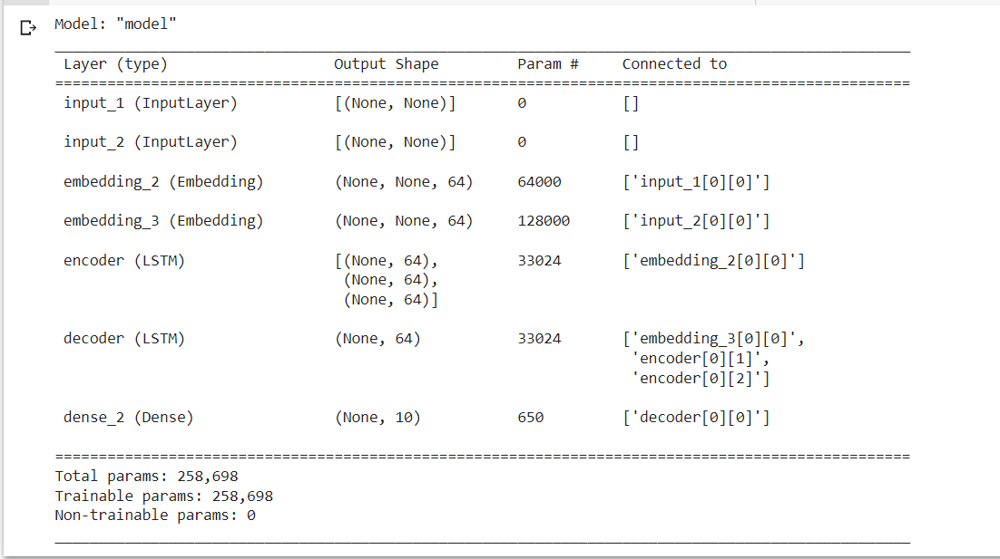 Model: "model"
Layer (type) Output Shape Param # Connected to
input_1 (InputLayer) [(None, None)] 0 []
input_2 (InputLayer) [(None, None)] 0 []
embedding_2 (Embedding) (None, None, 64) 64000 ['input_1[0][0]']
embedding_3 (Embedding) (None, None, 64) 128000 ['input_2[0][0]']
encoder (LSTM) [(None, 64), 33024 ['embedding_2[0][0]']
(None, 64),
(None, 64)]
decoder (LSTM) (None, 64) 33024 ['embedding_3[0][0]',
'encoder[0][1]',
'encoder[0][2]']
dense_2 (Dense) (None, 10) 650 ['decoder[0][0]']
Total params: 258,698
Trainable params: 258,698
Non-trainable params: 0